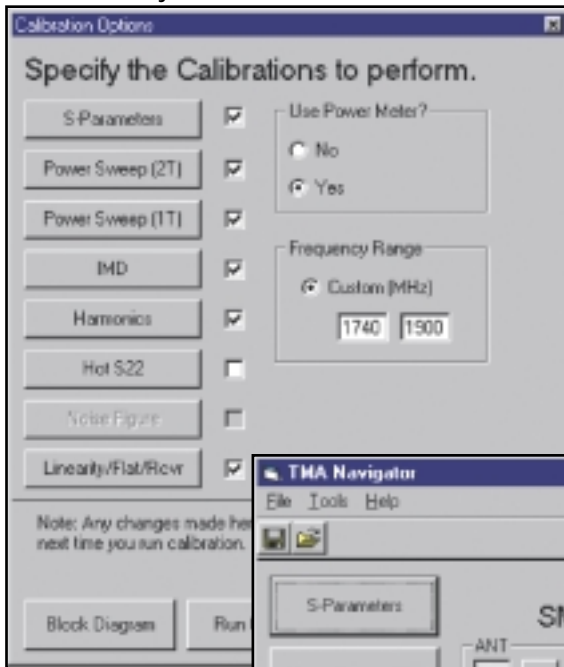 Calibration Options
Specify the Calibrations to perform.
S-Parameters
Power Sweep (2T)
Power Sweep (1T)
IMD
Harmonics
Hot S22
Noise Figure
Linearity/Flat/Rcvr
Use Power Meter?
No
Yes
Frequency Range
Custom (MHz)
1740 1900
Note: Any changes made
next time you run calibration.
Block Diagram
Run
TMA Navigator
File Tools Help
S-Parameters
ANT